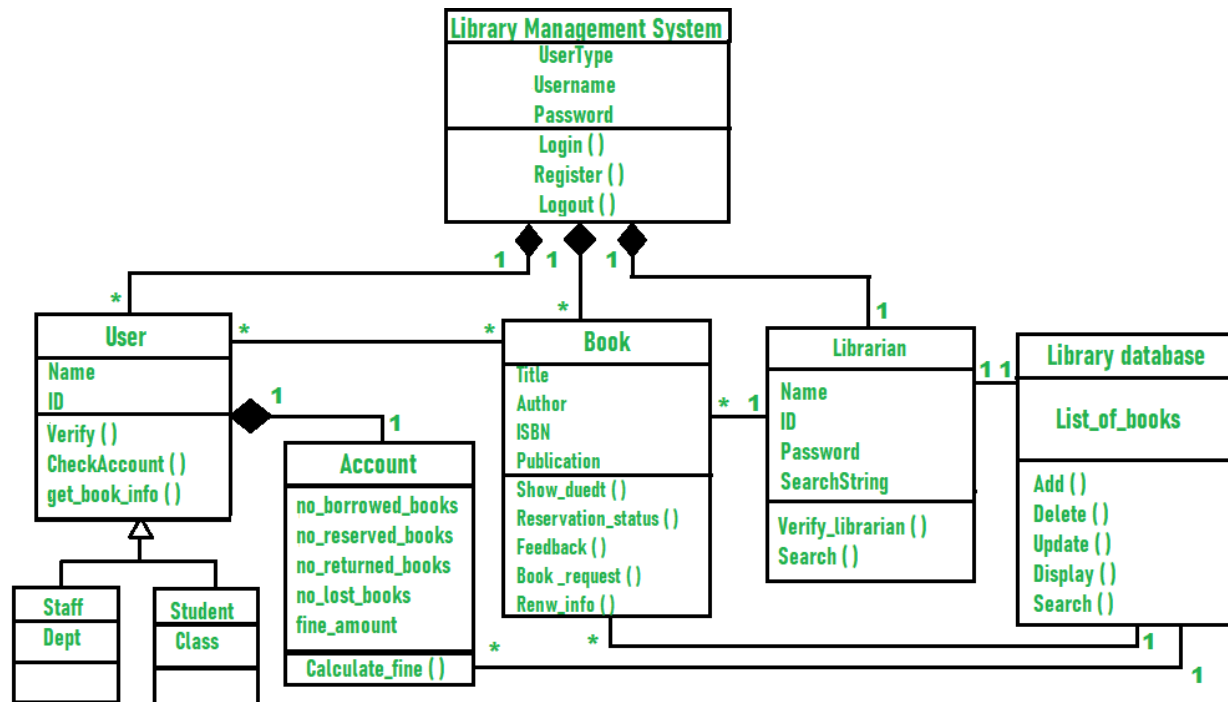 Library Management System
UserType
Username
Password
Login ( )
Register ( )
Logout ( )
1
1
1
*
*
1
User
Name
ID
Verify ( )
CheckAccount ( )
get_book_info ( )
*
*
1
1
Book
Title
Author
ISBN
Publication
Show_duedt ( )
Reservation_status ( )
Feedback ( )
Book _request ( )
Renw_info ( )
*
1
Librarian
Name
ID
Password
SearchString
Verify_librarian ( )
Search ( )
1
1
Library database
List_of_books
Add ( )
Delete ( )
Update ( )
Display ( )
Search ( )
Account
no_borrowed_books
no_reserved_books
no_returned_books
no_lost_books
fine_amount
Calculate_fine ( )
*
*
1
1
Staff
Dept
Student
Class